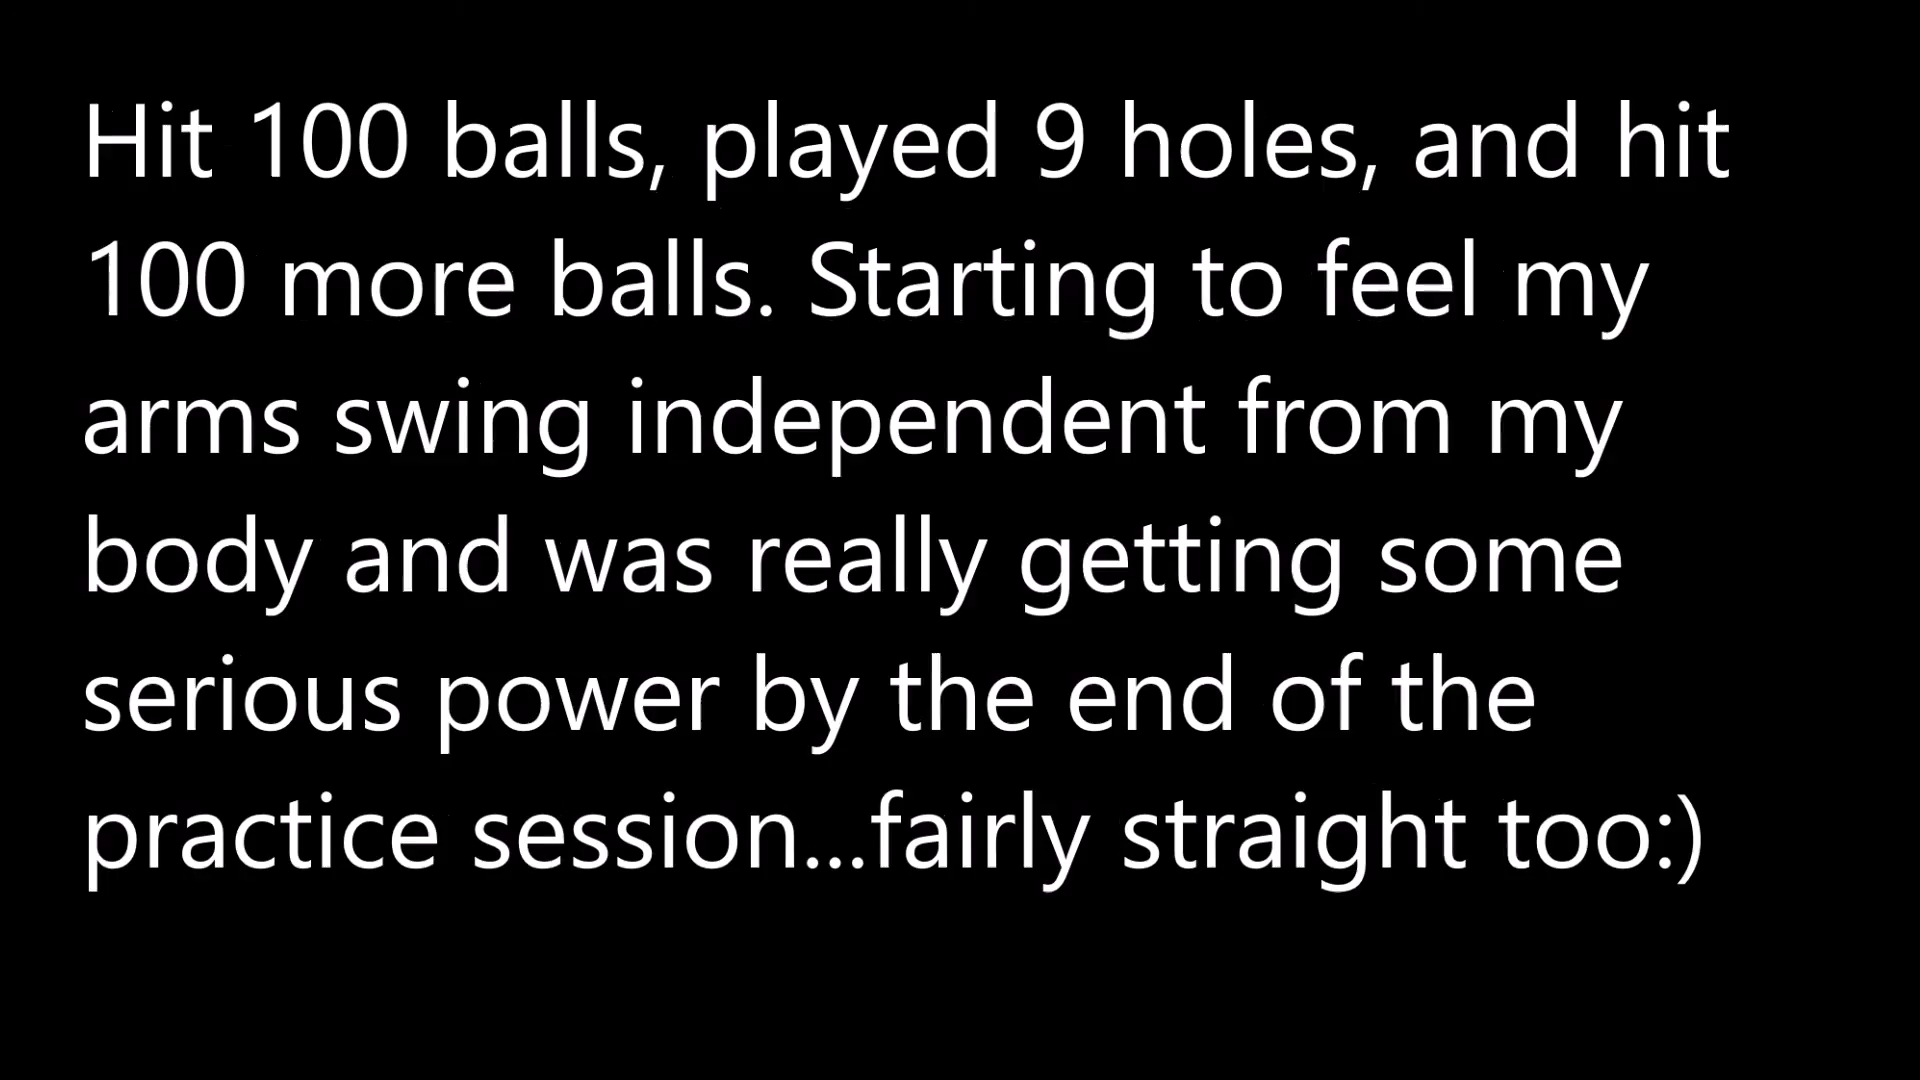 Hit 100 balls, played 9 holes, and hit
100 more balls. Starting to feel my
arms swing independent from my
body and was really getting some
serious power by the end of the
practice session...fairly straight too:)